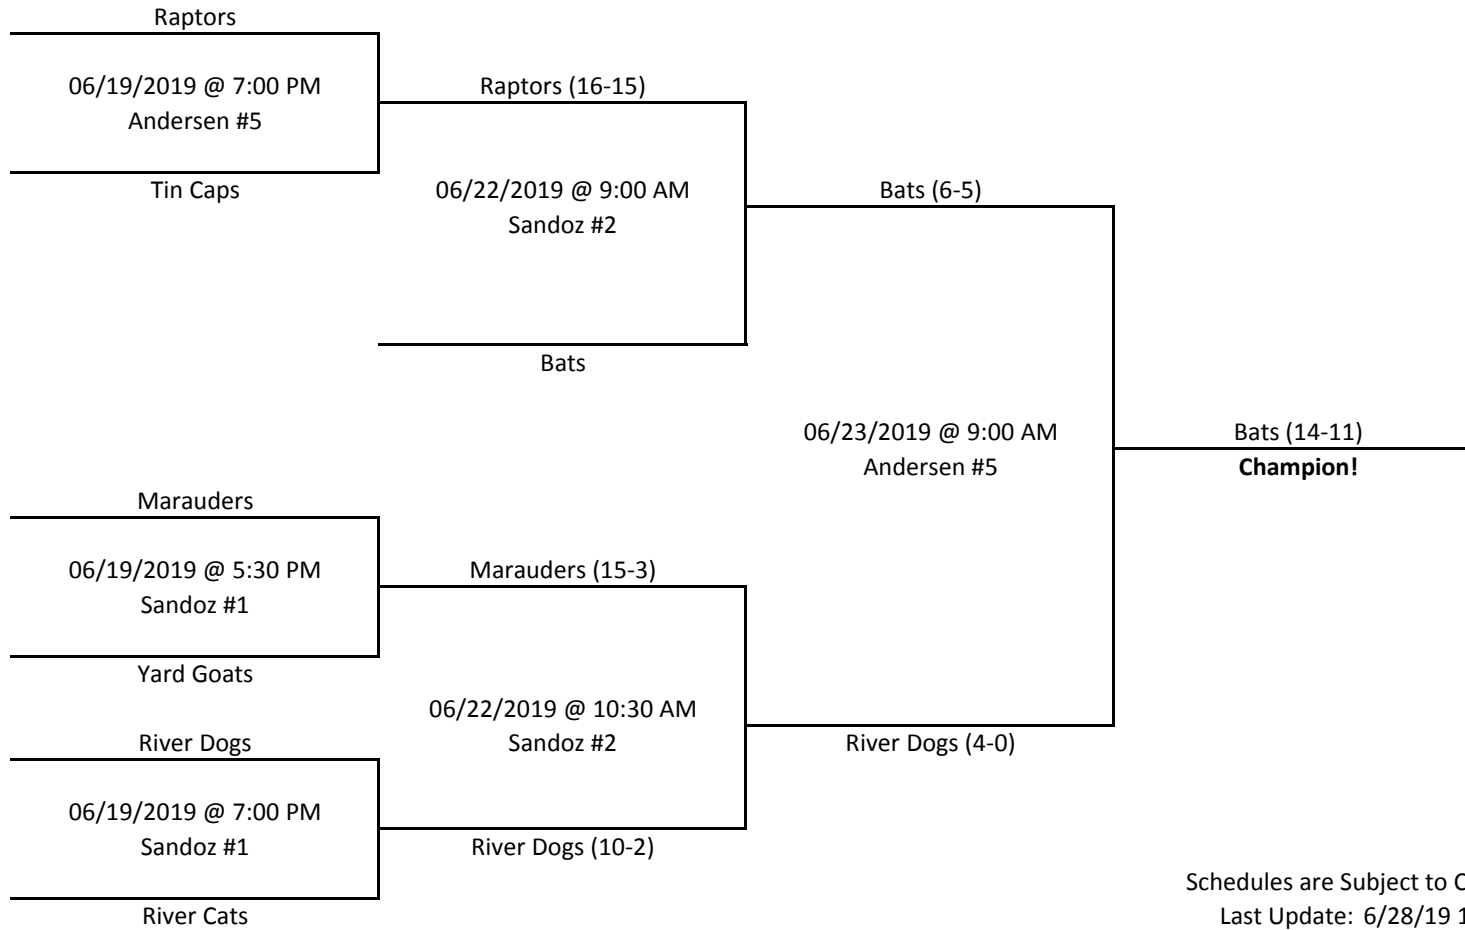 Raptors
06/19/2019 @ 7:00 PM
Andersen #5
Tin Caps
Raptors (16-15)
06/22/2019 @ 9:00 AM
Sandoz #2
Bats
Bats (6-5)
06/23/2019 @ 9:00 AM
Andersen #5
Bats (14-11)
Champion!
Marauders
06/19/2019 @ 5:30 PM
Sandoz #1
Yard Goats
Marauders (15-3)
06/22/2019 @ 10:30 AM
Sandoz #2
River Dogs (4-0)
River Dogs
06/19/2019 @ 7:00 PM
Sandoz #1
River Cats
River Dogs (10-2)
Schedules are Subject to
Last Update: 6/28/19